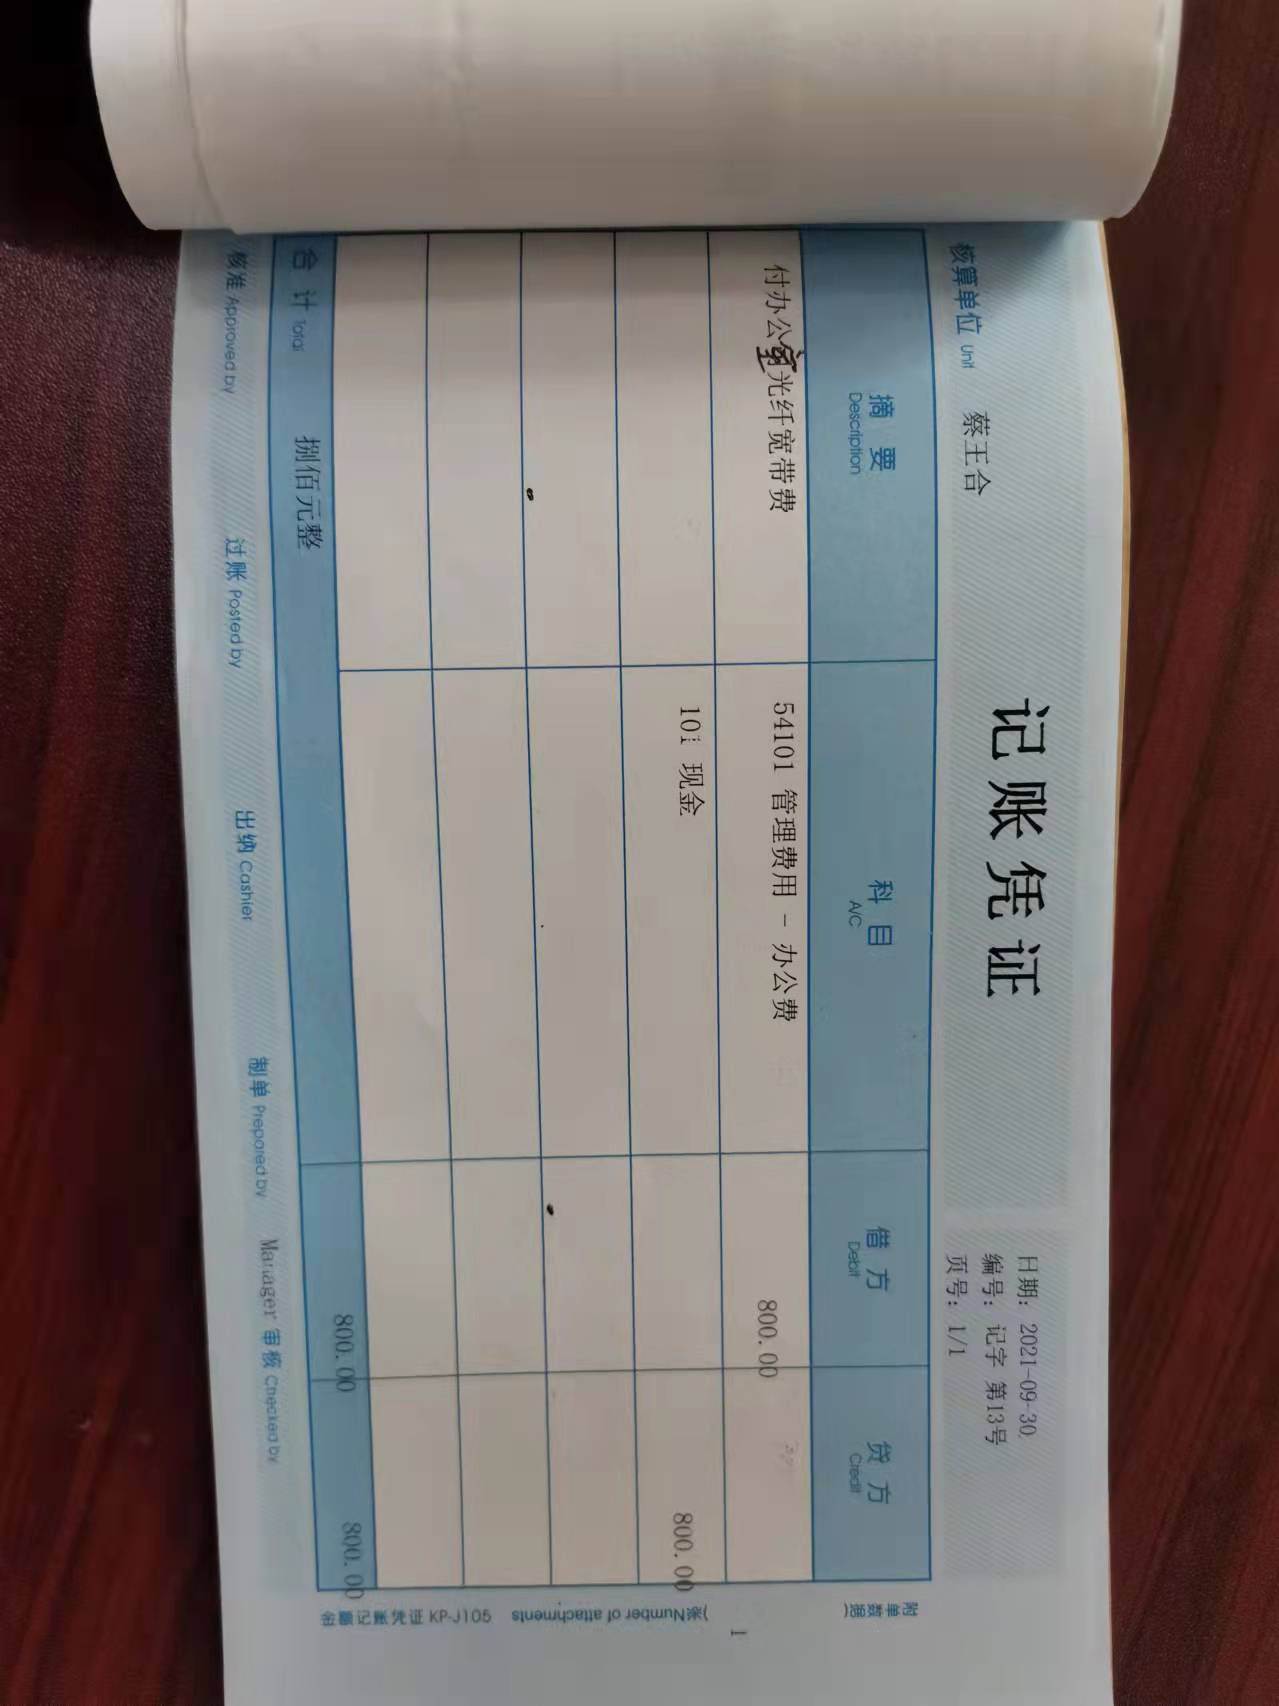 记账凭证
日期: 2021-09-30
编号: 记字 第13号
页号: 1/1
核算单位 Unit 蔡王合
摘要 Description 科目 A/C 借方 Debit 贷方 Credit
付办公室光纤宽带费 54101 管理费用 - 办公费 800.00
101 现金 800.00
合计 Total 捌佰元整 800.00 800.00
核准 Approved by 过账 Posted by 出纳 Cashier 制单 Prepared by Manager 审核 Checked by
附单数据(
1
)张 Number of attachments
金额记账凭证 KP-J105